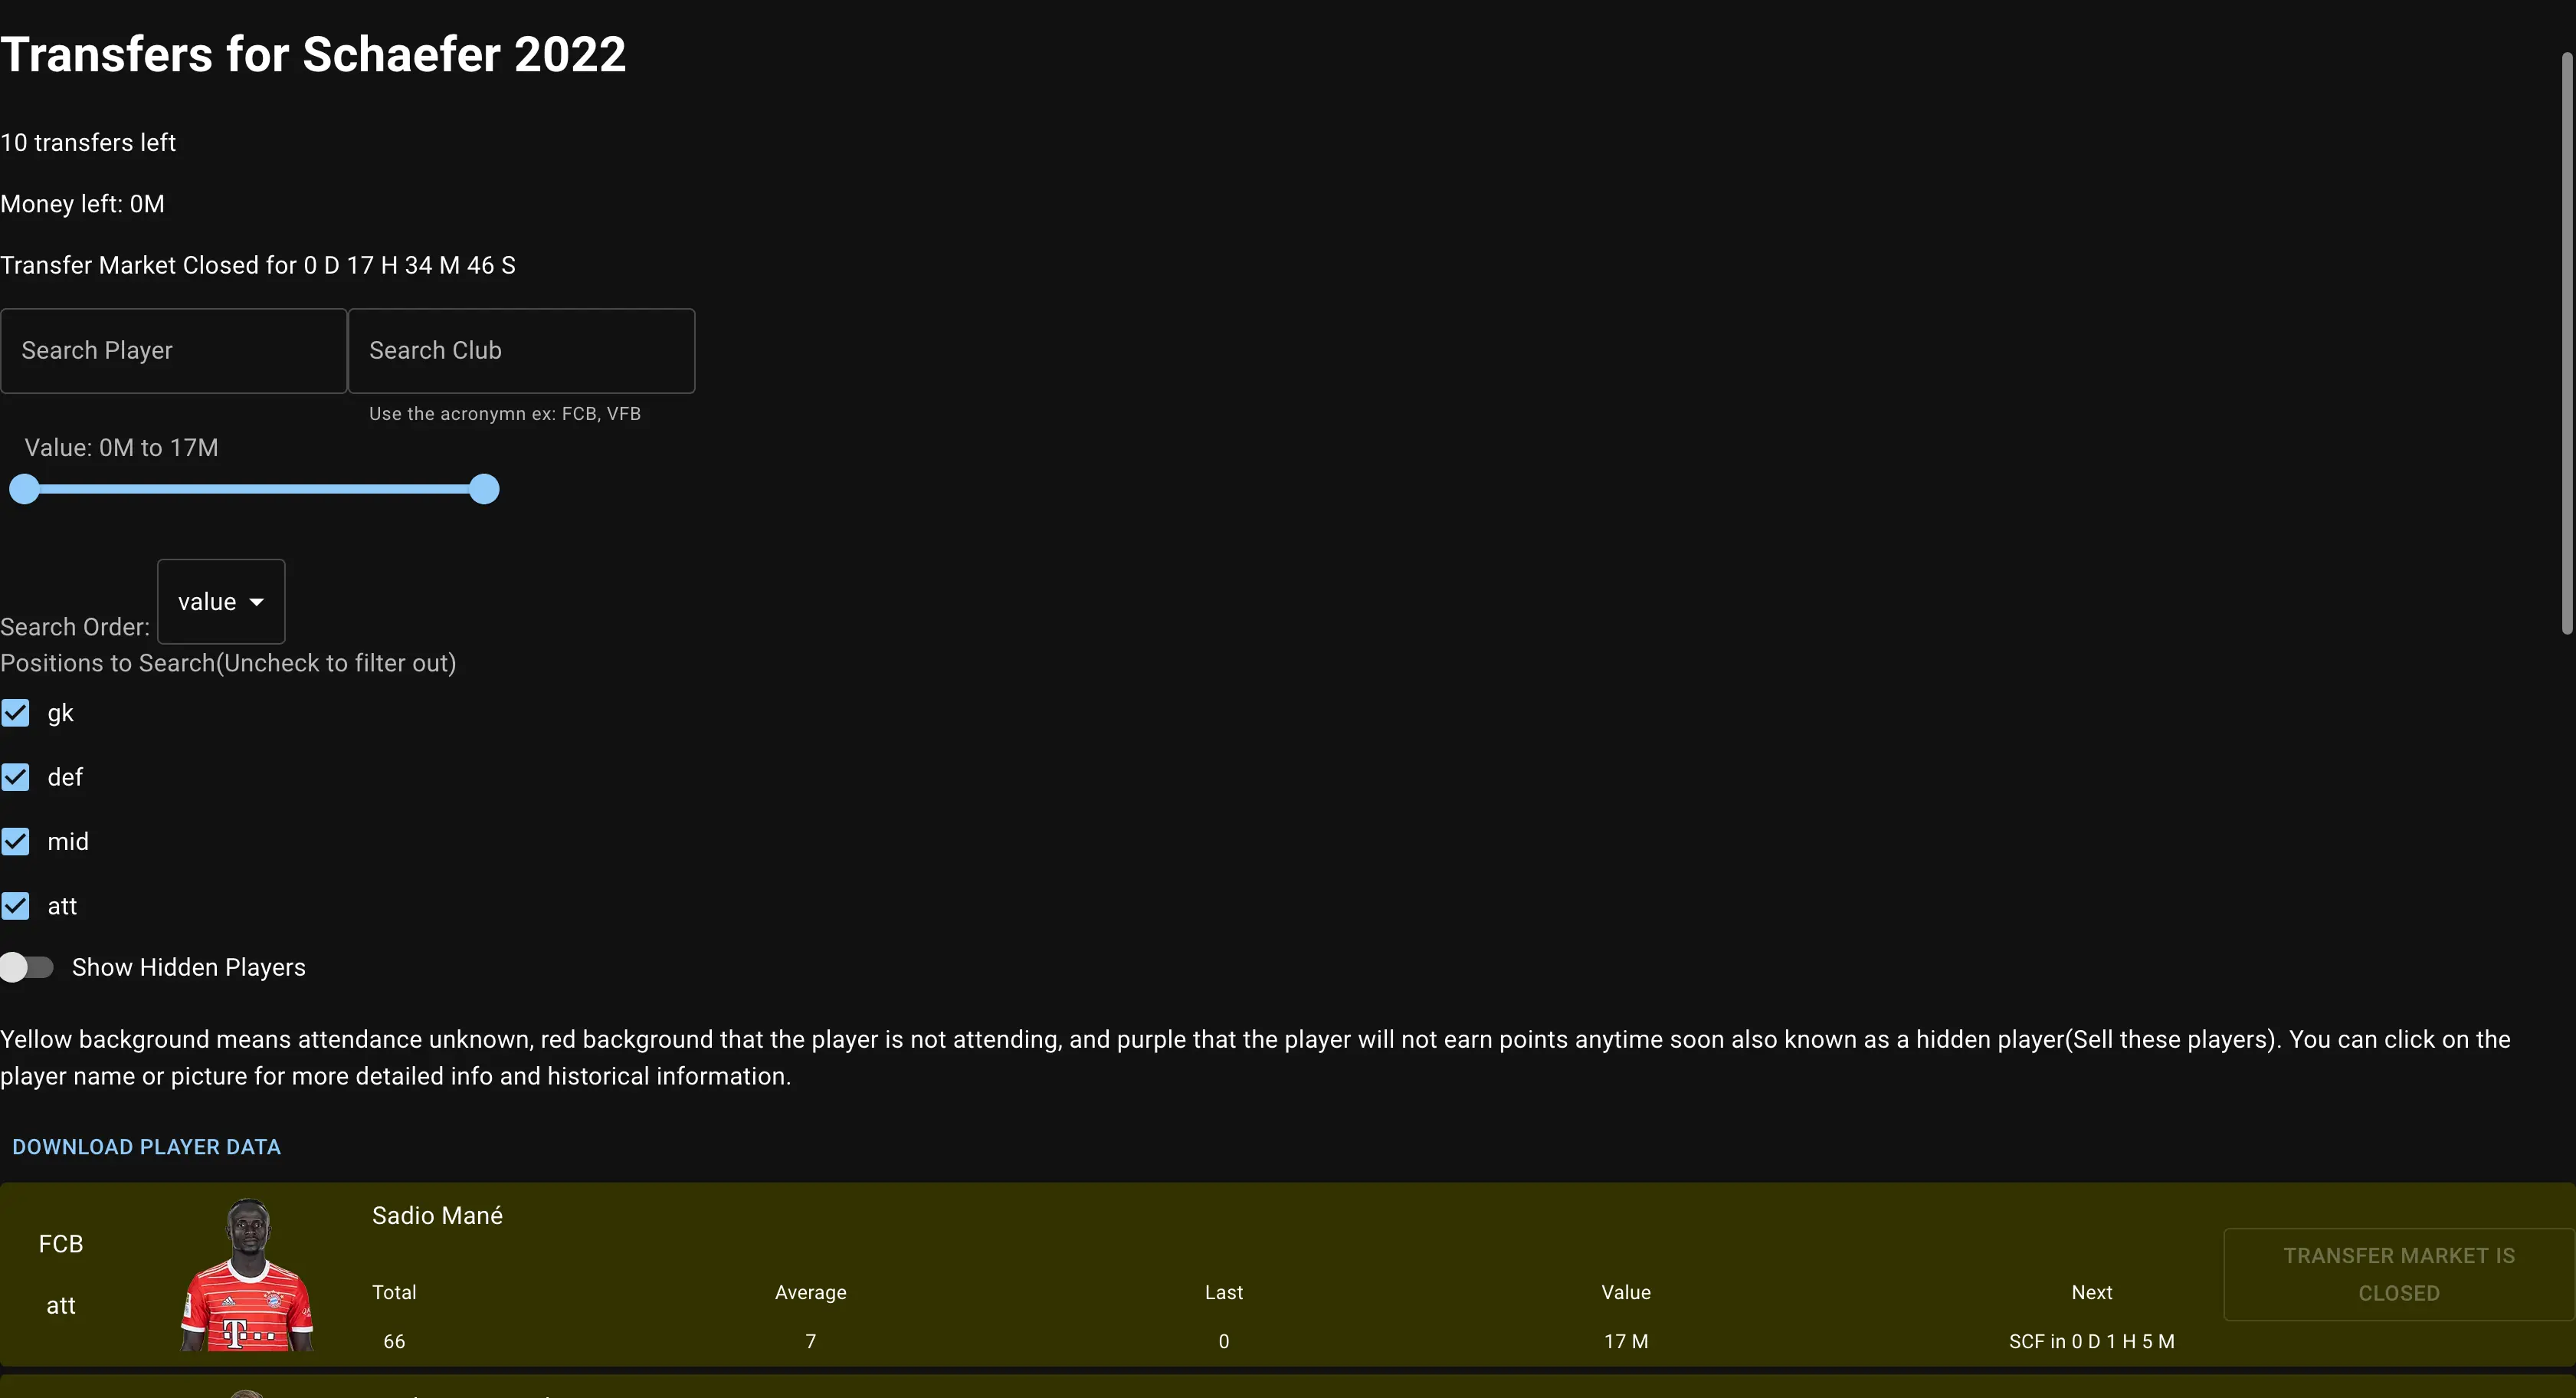 Transfers for Schaefer 2022
10 transfers left
Money left: 0M
Transfer Market Closed for 0 D 17 H 34 M 46 S
Search Player
Search Club
Use the acronymn ex: FCB, VFB
Value: 0M to 17M
value
Search Order:
Positions to Search(Uncheck to filter out)
gk
def
mid
att
Show Hidden Players
Yellow background means attendance unknown, red background that the player is not attending, and purple that the player will not earn points anytime soon also known as a hidden player(Sell these players). You can click on the
player name or picture for more detailed info and historical information.
DOWNLOAD PLAYER DATA
FCB
att
Sadio Mané
Total
Average
Last
Value
Next
66
7
0
17 M
SCF in 0 D 1 H 5 M
TRANSFER MARKET IS
CLOSED